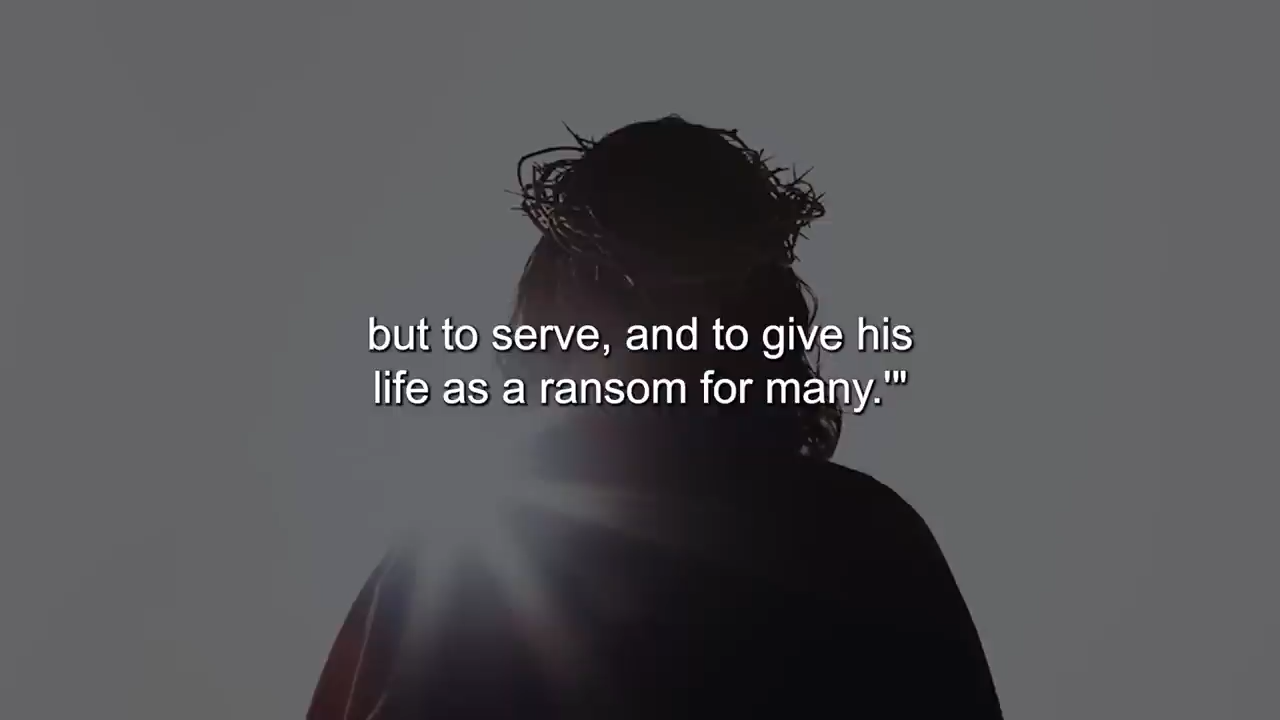 but to serve, and to give his
life as a ransom for many.'"